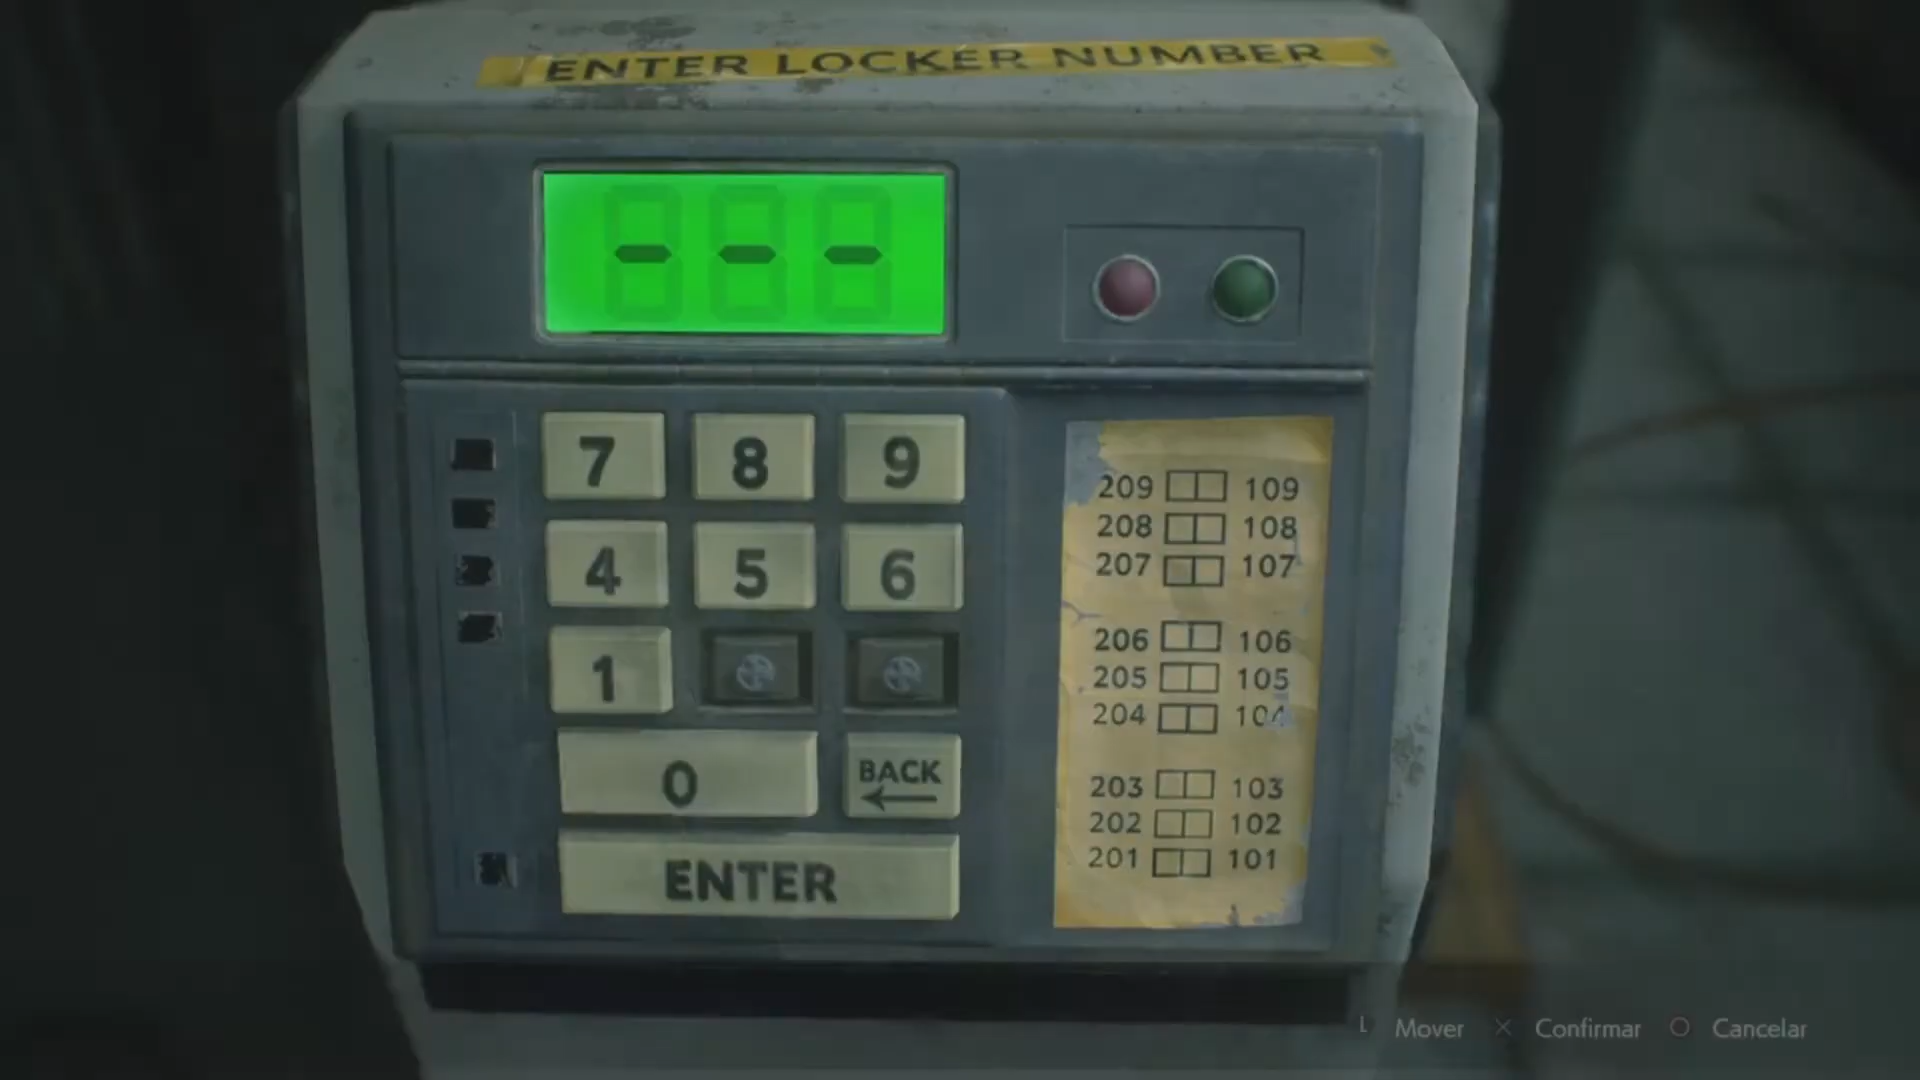 ENTER LOCKER NUMBER
7 8 9
4 5 6
1
0 BACK
ENTER
209 109
208 108
207 107
206 106
205 105
204 104
203 103
202 102
201 101
L Mover Confirmar Cancelar